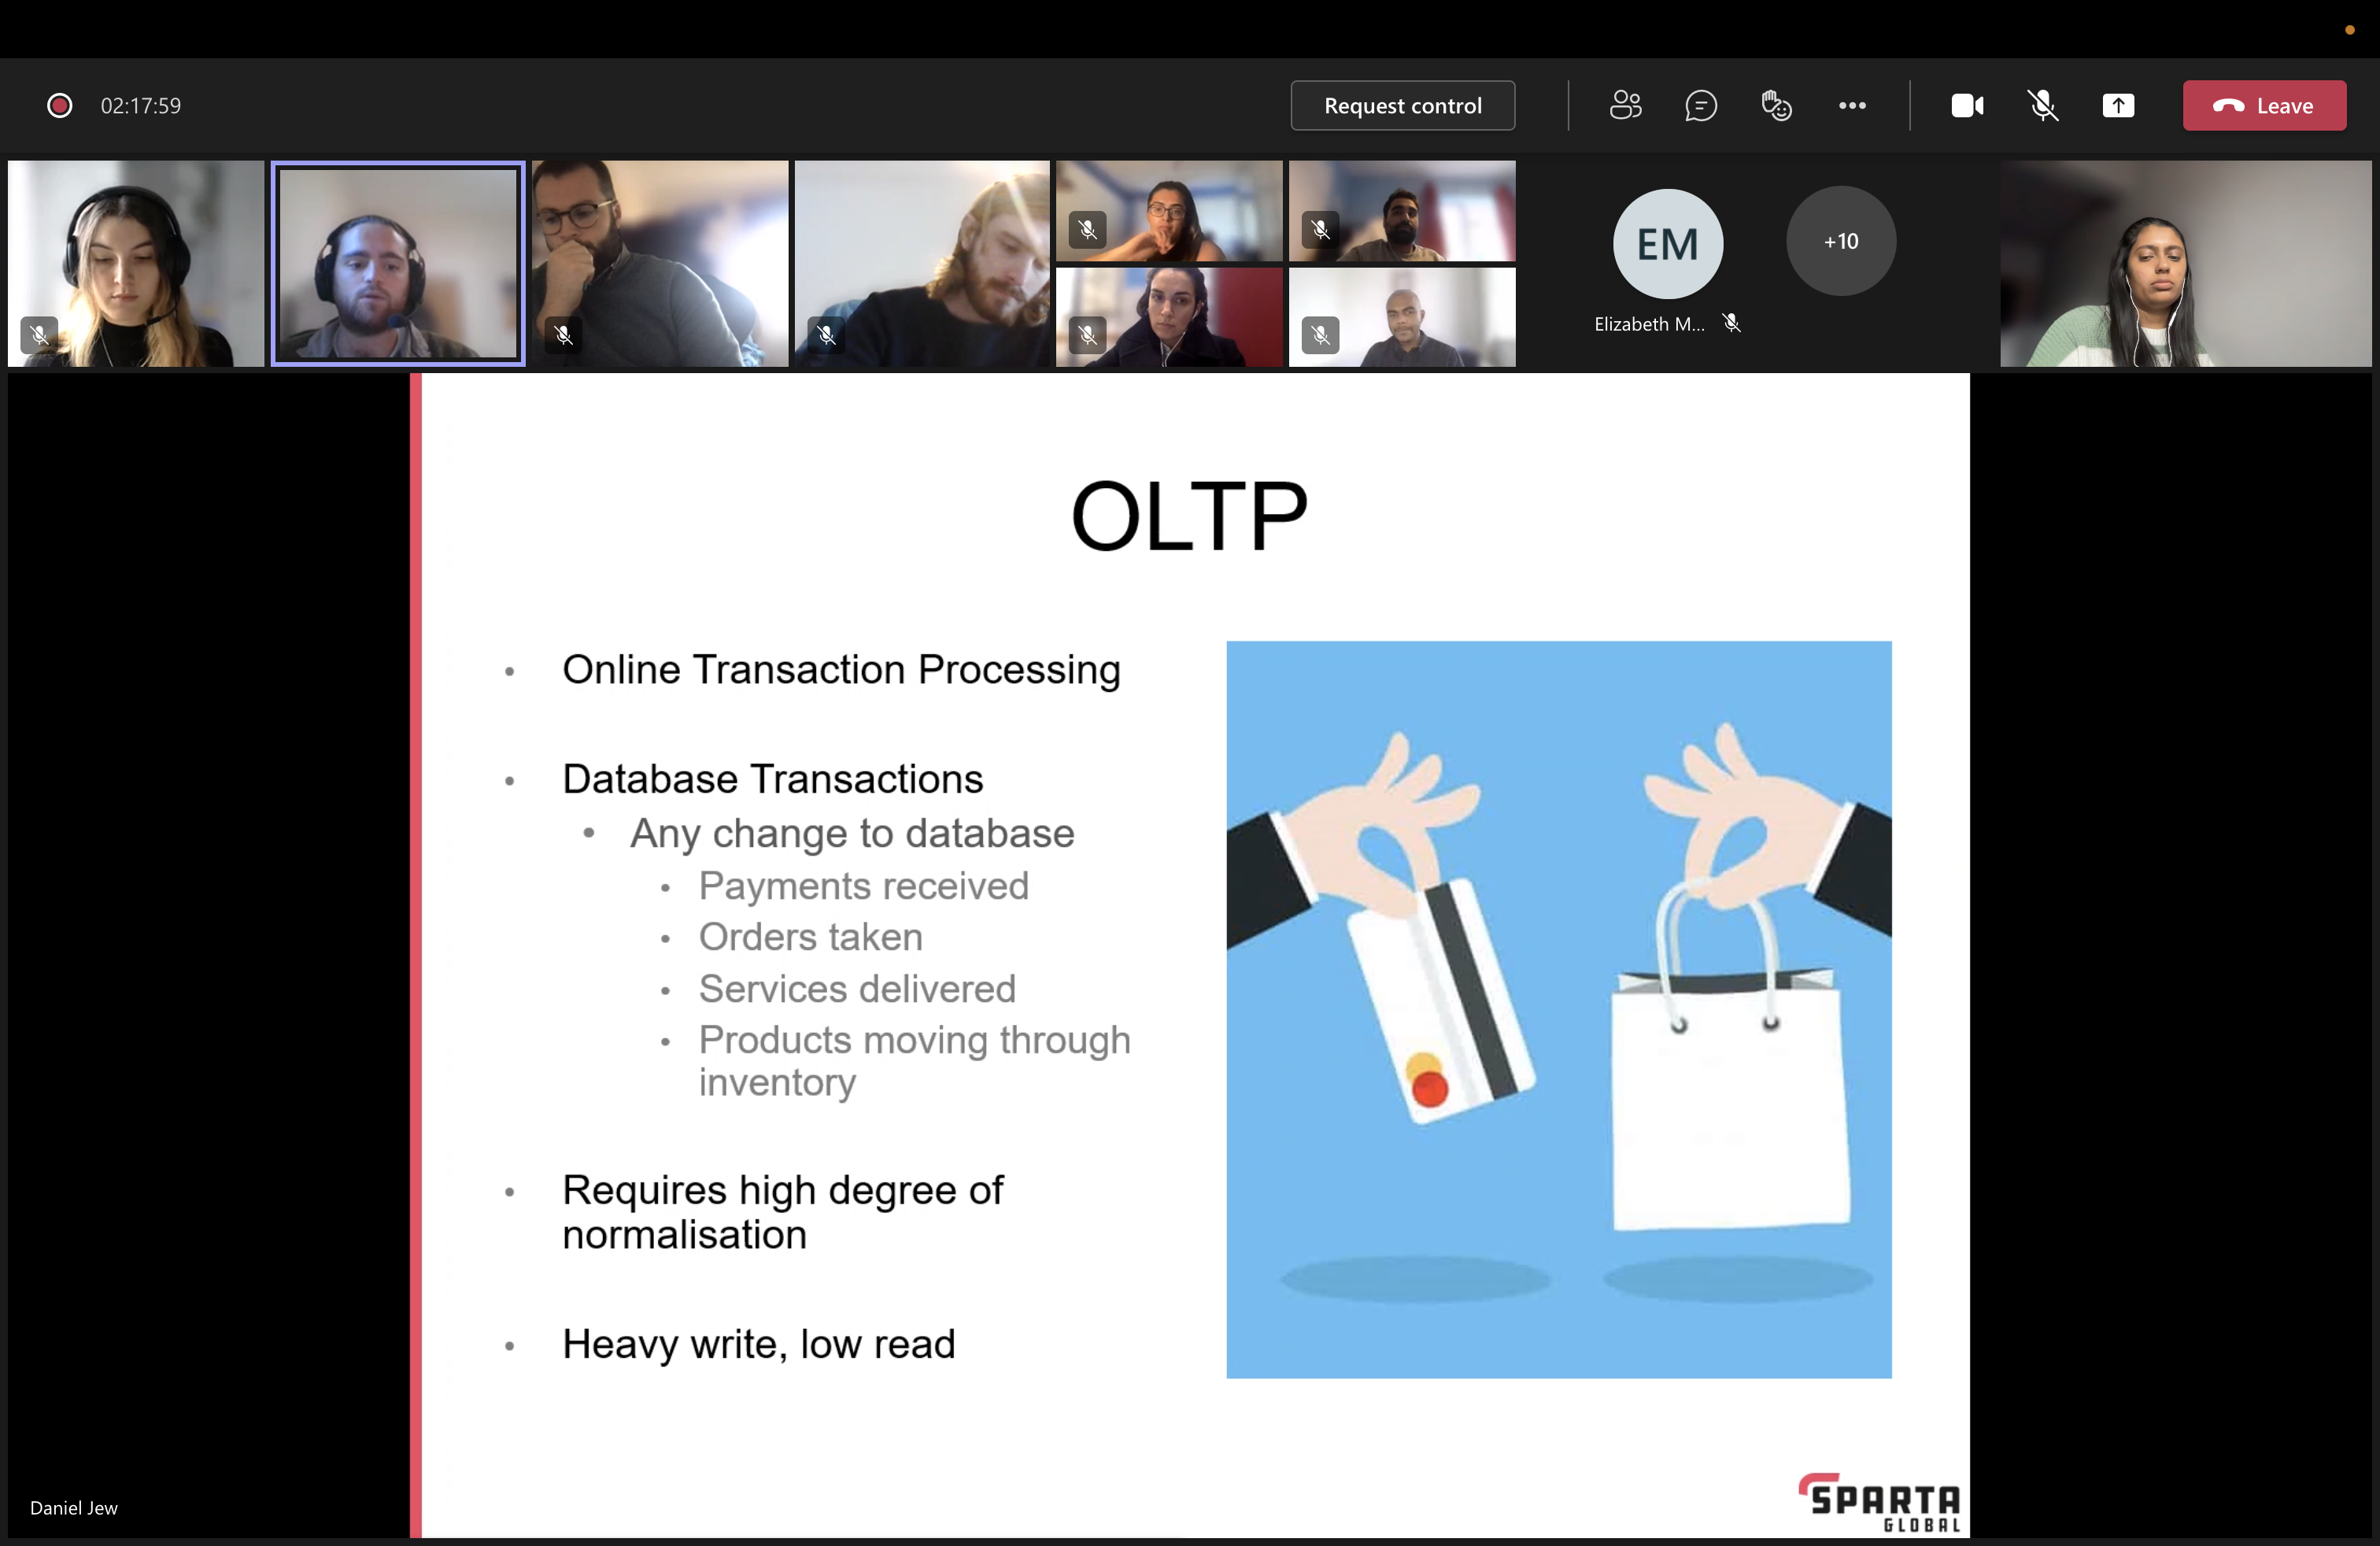 02:17:59
Request control
Leave
EM
+10
Elizabeth M...
OLTP
• Online Transaction Processing
• Database Transactions
• Any change to database
• Payments received
• Orders taken
• Services delivered
• Products moving through
inventory
• Requires high degree of
normalisation
• Heavy write, low read
Daniel Jew
SPARTA
GLOBAL